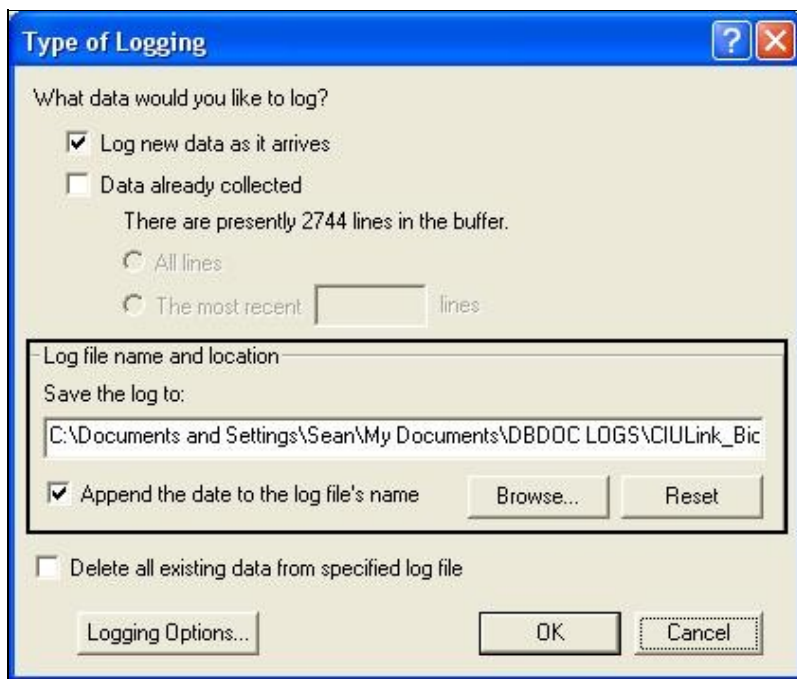 Type of Logging
What data would you like to log?
Log new data as it arrives
Data already collected
There are presently 2744 lines in the buffer.
All lines
The most recent lines
Log file name and location
Save the log to:
C:\Documents and Settings\Sean\My Documents\DBDOC LOGS\CIULink_Bic
Append the date to the log file's name Browse... Reset
Delete all existing data from specified log file
Logging Options... OK Cancel